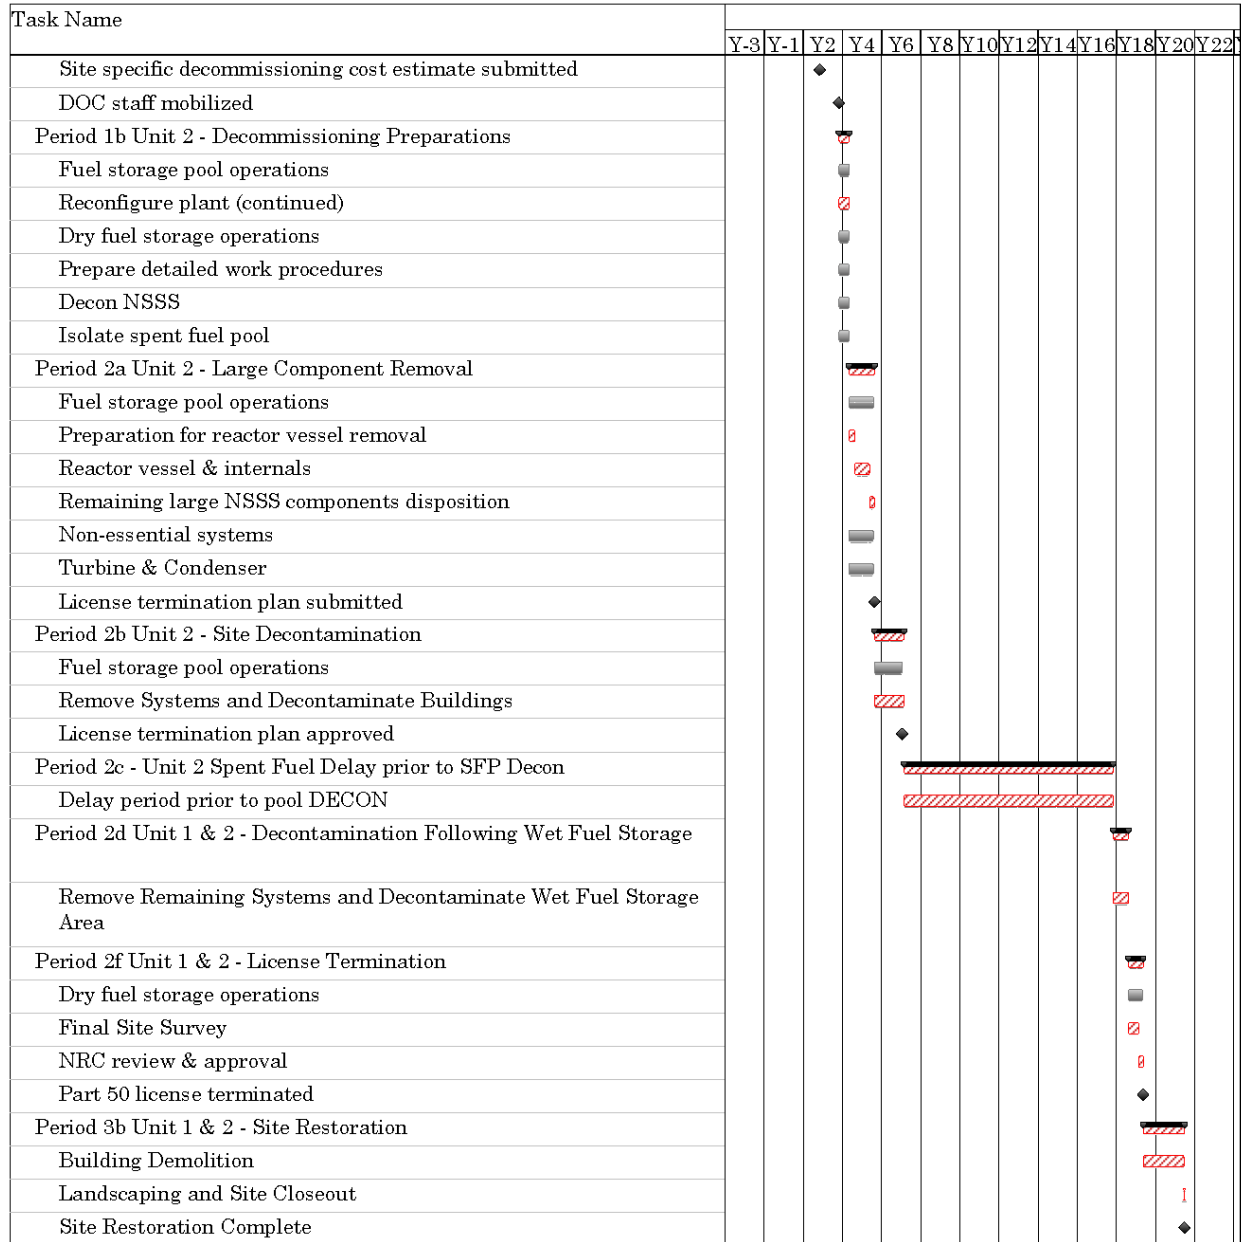 Task Name
Y-3 Y-1 Y2 Y4 Y6 Y8 Y10 Y12 Y14 Y16 Y18 Y20 Y22
Site specific decommissioning cost estimate submitted
DOC staff mobilized
Period 1b Unit 2 - Decommissioning Preparations
Fuel storage pool operations
Reconfigure plant (continued)
Dry fuel storage operations
Prepare detailed work procedures
Decon NSSS
Isolate spent fuel pool
Period 2a Unit 2 - Large Component Removal
Fuel storage pool operations
Preparation for reactor vessel removal
Reactor vessel & internals
Remaining large NSSS components disposition
Non-essential systems
Turbine & Condenser
License termination plan submitted
Period 2b Unit 2 - Site Decontamination
Fuel storage pool operations
Remove Systems and Decontaminate Buildings
License termination plan approved
Period 2c - Unit 2 Spent Fuel Delay prior to SFP Decon
Delay period prior to pool DECON
Period 2d Unit 1 & 2 - Decontamination Following Wet Fuel Storage
Remove Remaining Systems and Decontaminate Wet Fuel Storage
Area
Period 2f Unit 1 & 2 - License Termination
Dry fuel storage operations
Final Site Survey
NRC review & approval
Part 50 license terminated
Period 3b Unit 1 & 2 - Site Restoration
Building Demolition
Landscaping and Site Closeout
Site Restoration Complete